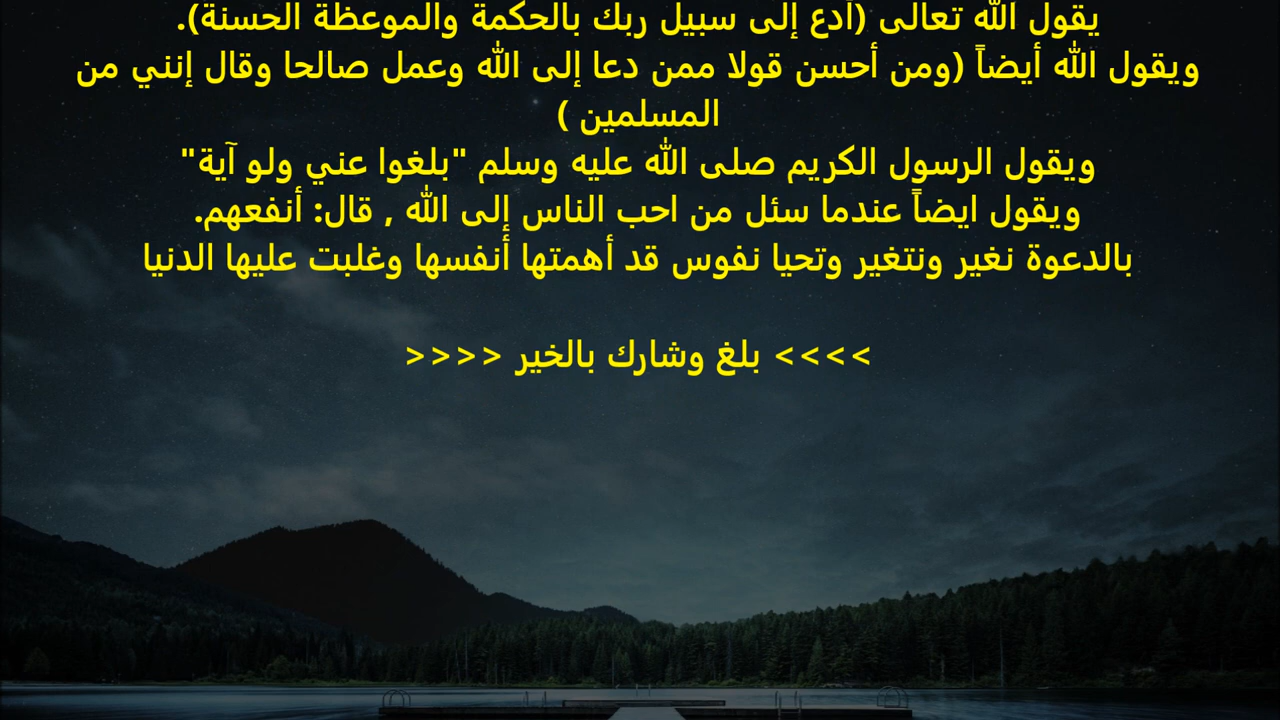 يقول الله تعالى (أدع إلى سبيل ربك بالحكمة والموعظة الحسنة).
ويقول الله أيضاً (ومن أحسن قولا ممن دعا إلى الله وعمل صالحا وقال إنني من
المسلمين )
ويقول الرسول الكريم صلى الله عليه وسلم "بلغوا عني ولو آية"
ويقول ايضاً عندما سئل من احب الناس إلى الله , قال: أنفعهم.
بالدعوة نغير ونتغير وتحيا نفوس قد أهمتها أنفسها وغلبت عليها الدنيا
>>>> بلغ وشارك بالخير <<<<